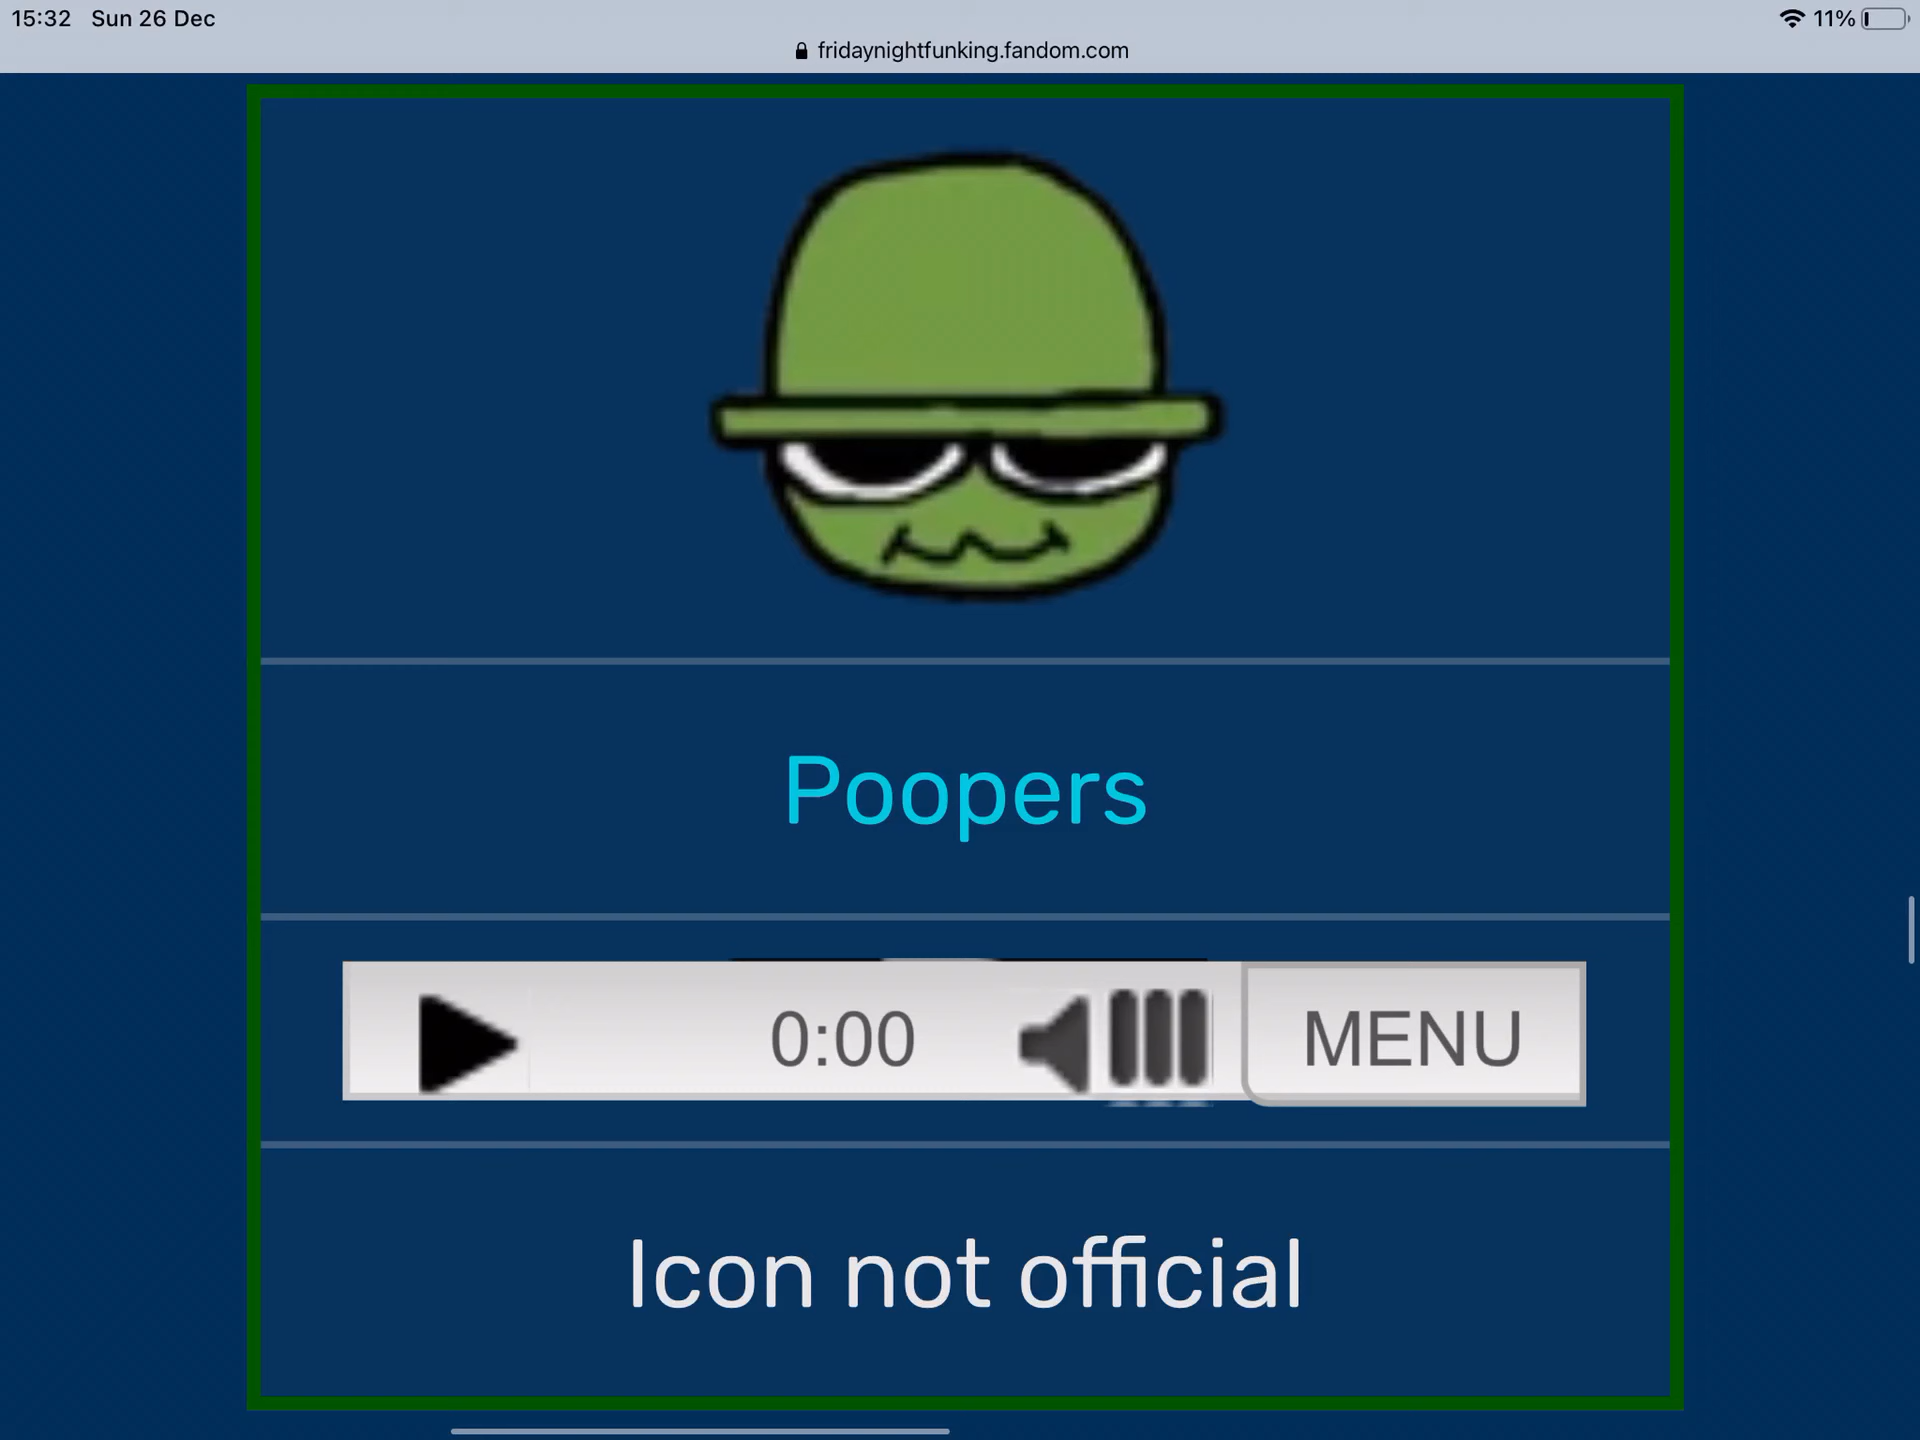 15:32 Sun 26 Dec
11%
fridaynightfunking.fandom.com
Poopers
0:00
MENU
Icon not official